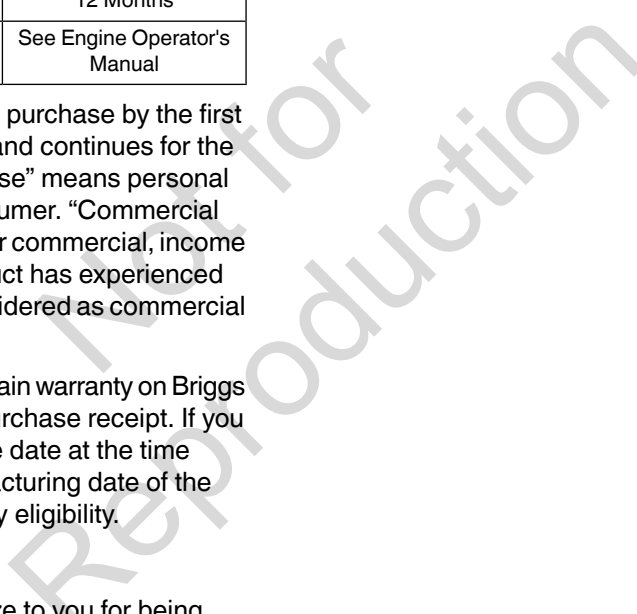 12 Months
See Engine Operator's
Manual
purchase by the first
and continues for the
se” means personal
umer. “Commercial
r commercial, income
uct has experienced
idered as commercial
ain warranty on Briggs
rchase receipt. If you
e date at the time
acturing date of the
y eligibility.
re to you for being
Not for
Reproduction